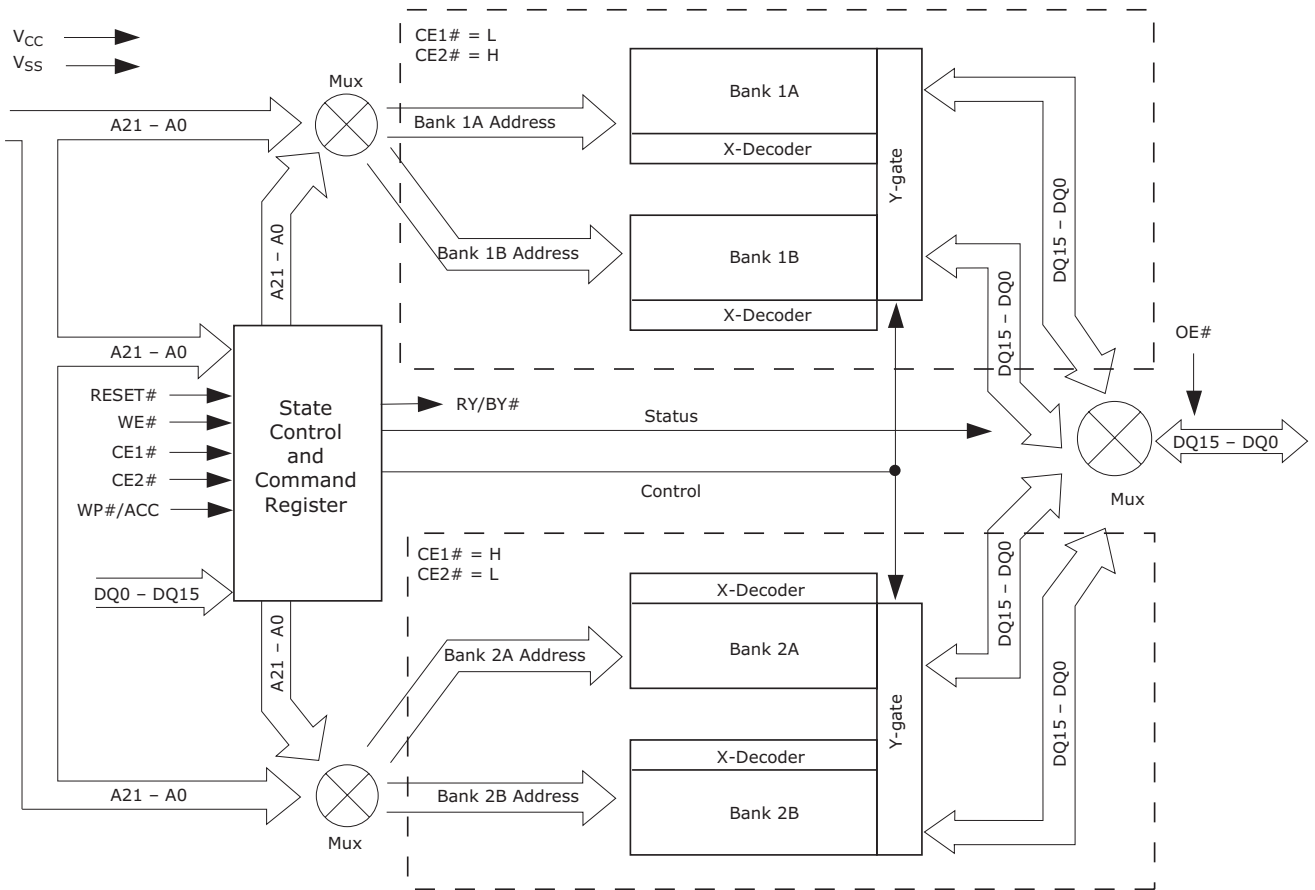 VCC
VSS
CE1# = L
CE2# = H
Mux
A21 – A0
Bank 1A Address
Bank 1A
X-Decoder
Y-gate
DQ15 – DQ0
A21 – A0
Bank 1B Address
Bank 1B
X-Decoder
DQ15 – DQ0
A21 – A0
RESET#
WE#
CE1#
CE2#
WP#/ACC
DQ0 – DQ15
State
Control
and
Command
Register
RY/BY#
Status
Control
OE#
DQ15 – DQ0
Mux
CE1# = H
CE2# = L
A21 – A0
Bank 2A Address
X-Decoder
Bank 2A
Y-gate
DQ15 – DQ0
DQ15 – DQ0
A21 – A0
Mux
Bank 2B Address
X-Decoder
Bank 2B